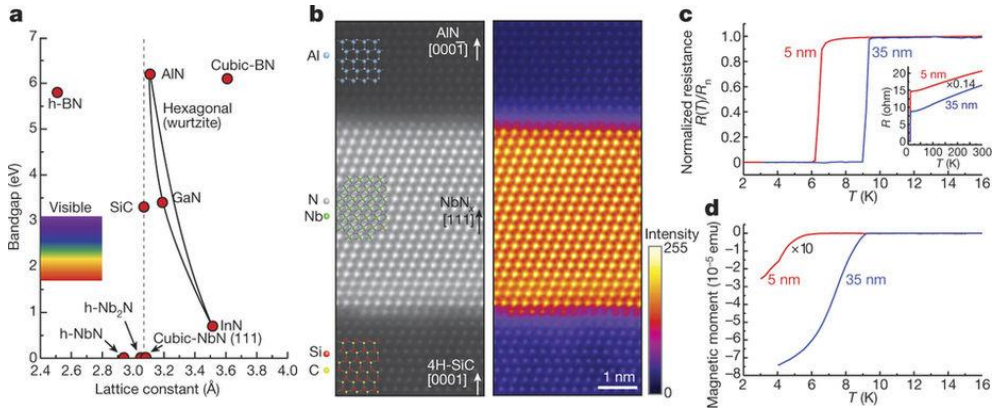 a
Bandgap (eV)
7
6
5
4
3
2
1
0
h-BN
AlN
Cubic-BN
Hexagonal
(wurtzite)
SiC
GaN
Visible
h-Nb2N
h-NbN
InN
Cubic-NbN (111)
2.4 2.6 2.8 3.0 3.2 3.4 3.6 3.8 4.0
Lattice constant (Å)
b
Al
AlN
[0001̅]
N
Nb
NbNx
[111]
Si
C
4H-SiC
[0001]
Intensity
255
0
1 nm
c
Normalized resistance
R(T)/Rn
1.0
0.8
0.6
0.4
0.2
0
5 nm
35 nm
R (ohm)
20
15
10
5
0
5 nm
×0.14
35 nm
0 100 200 300
T (K)
2 4 6 8 10 12 14 16
T (K)
d
Magnetic moment (10⁻⁵ emu)
0
−1
−2
−3
−4
−5
−6
−7
−8
×10
5 nm
35 nm
2 4 6 8 10 12 14 16
T (K)